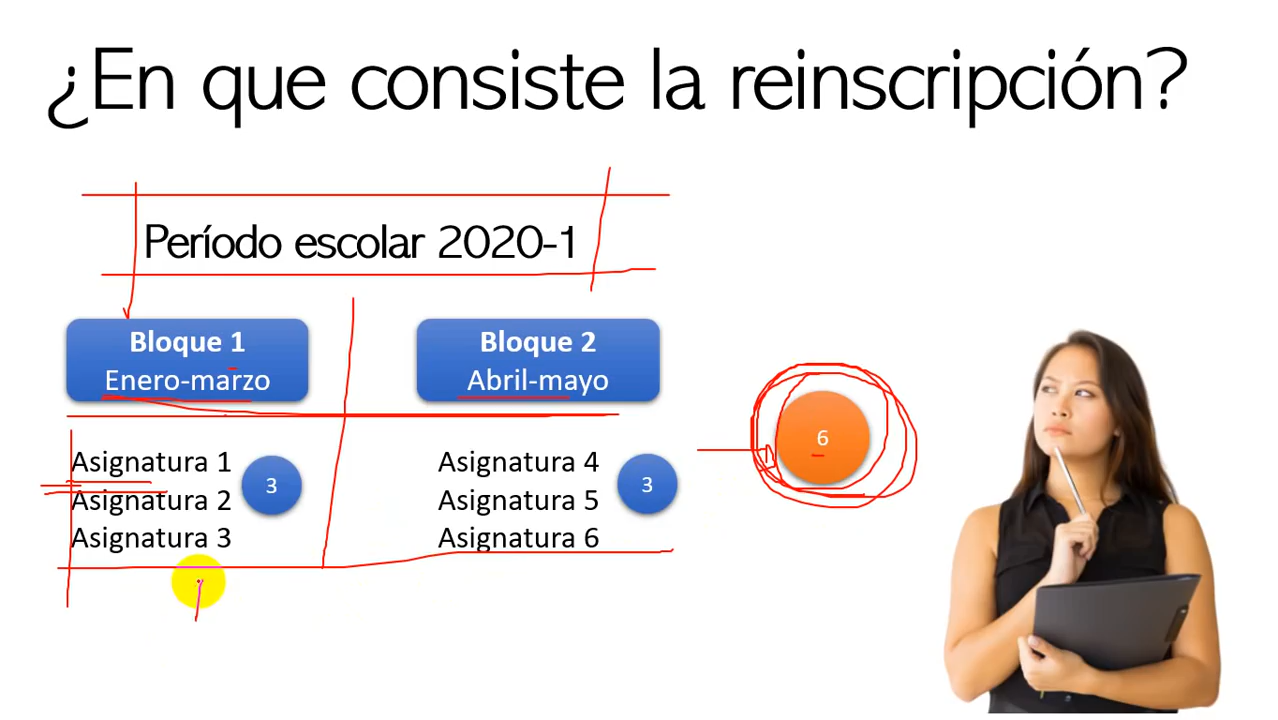 ¿En que consiste la reinscripción?
Período escolar 2020-1
Bloque 1
Enero-marzo
Bloque 2
Abril-mayo
Asignatura 1
Asignatura 2
Asignatura 3
3
Asignatura 4
Asignatura 5
Asignatura 6
3
6